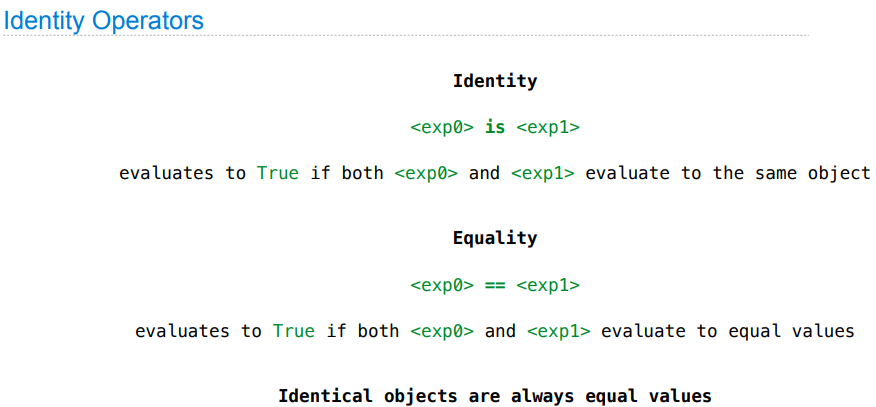 Identity Operators
Identity
<exp0> is <exp1>
evaluates to True if both <exp0> and <exp1> evaluate to the same object
Equality
<exp0> == <exp1>
evaluates to True if both <exp0> and <exp1> evaluate to equal values
Identical objects are always equal values